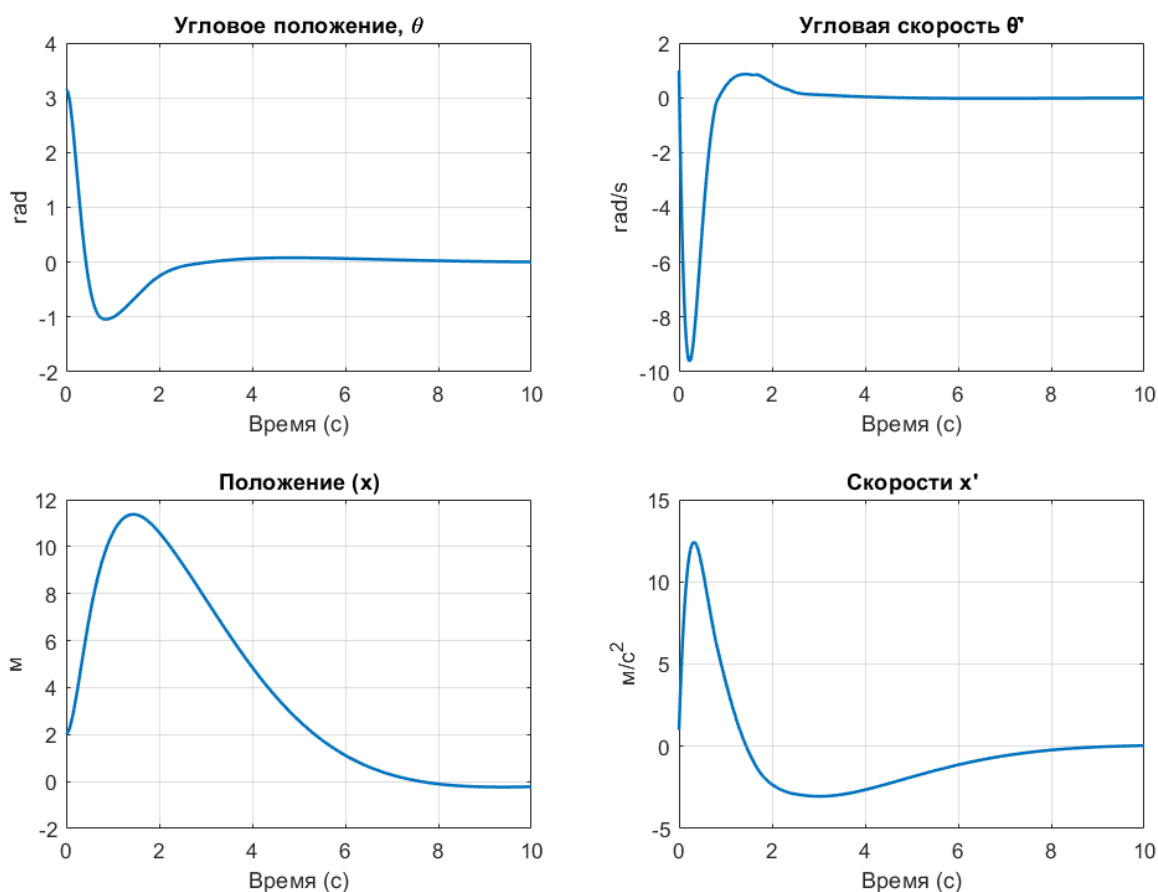 Угловое положение, θ
4
3
2
1
0
-1
-2
rad
0 2 4 6 8 10
Время (с)
Угловая скорость θ'
2
0
-2
-4
-6
-8
-10
rad/s
0 2 4 6 8 10
Время (с)
Положение (x)
12
10
8
6
4
2
0
-2
м
0 2 4 6 8 10
Время (с)
Скорости x'
15
10
5
0
-5
м/с²
0 2 4 6 8 10
Время (с)